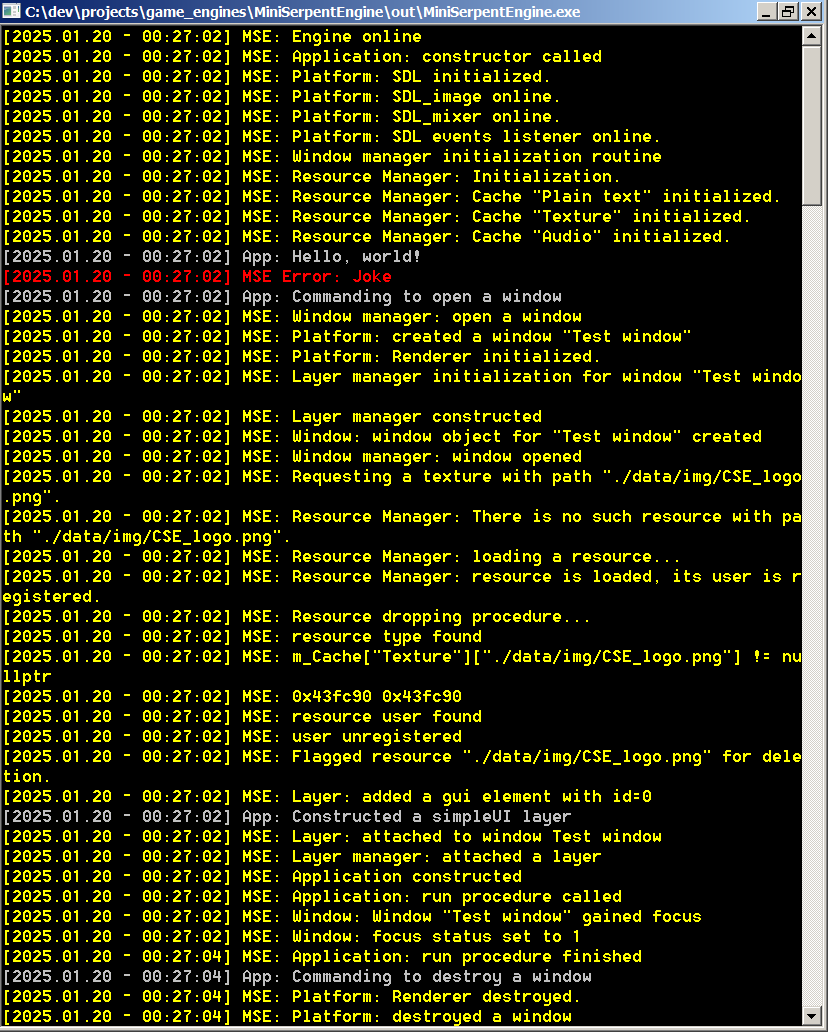 C:\dev\projects\game_engines\MiniSerpentEngine\out\MiniSerpentEngine.exe
[2025.01.20 - 00:27:02] MSE: Engine online
[2025.01.20 - 00:27:02] MSE: Application: constructor called
[2025.01.20 - 00:27:02] MSE: Platform: SDL initialized.
[2025.01.20 - 00:27:02] MSE: Platform: SDL_image online.
[2025.01.20 - 00:27:02] MSE: Platform: SDL_mixer online.
[2025.01.20 - 00:27:02] MSE: Platform: SDL events listener online.
[2025.01.20 - 00:27:02] MSE: Window manager initialization routine
[2025.01.20 - 00:27:02] MSE: Resource Manager: Initialization.
[2025.01.20 - 00:27:02] MSE: Resource Manager: Cache "Plain text" initialized.
[2025.01.20 - 00:27:02] MSE: Resource Manager: Cache "Texture" initialized.
[2025.01.20 - 00:27:02] MSE: Resource Manager: Cache "Audio" initialized.
[2025.01.20 - 00:27:02] App: Hello, world!
[2025.01.20 - 00:27:02] MSE Error: Joke
[2025.01.20 - 00:27:02] App: Commanding to open a window
[2025.01.20 - 00:27:02] MSE: Window manager: open a window
[2025.01.20 - 00:27:02] MSE: Platform: created a window "Test window"
[2025.01.20 - 00:27:02] MSE: Platform: Renderer initialized.
[2025.01.20 - 00:27:02] MSE: Layer manager initialization for window "Test windo
w"
[2025.01.20 - 00:27:02] MSE: Layer manager constructed
[2025.01.20 - 00:27:02] MSE: Window: window object for "Test window" created
[2025.01.20 - 00:27:02] MSE: Window manager: window opened
[2025.01.20 - 00:27:02] MSE: Requesting a texture with path "./data/img/CSE_logo
.png".
[2025.01.20 - 00:27:02] MSE: Resource Manager: There is no such resource with pa
th "./data/img/CSE_logo.png".
[2025.01.20 - 00:27:02] MSE: Resource Manager: loading a resource...
[2025.01.20 - 00:27:02] MSE: Resource Manager: resource is loaded, its user is r
egistered.
[2025.01.20 - 00:27:02] MSE: Resource dropping procedure...
[2025.01.20 - 00:27:02] MSE: resource type found
[2025.01.20 - 00:27:02] MSE: m_Cache["Texture"]["./data/img/CSE_logo.png"] != nu
llptr
[2025.01.20 - 00:27:02] MSE: 0x43fc90 0x43fc90
[2025.01.20 - 00:27:02] MSE: resource user found
[2025.01.20 - 00:27:02] MSE: user unregistered
[2025.01.20 - 00:27:02] MSE: Flagged resource "./data/img/CSE_logo.png" for dele
tion.
[2025.01.20 - 00:27:02] MSE: Layer: added a gui element with id=0
[2025.01.20 - 00:27:02] App: Constructed a simpleUI layer
[2025.01.20 - 00:27:02] MSE: Layer: attached to window Test window
[2025.01.20 - 00:27:02] MSE: Layer manager: attached a layer
[2025.01.20 - 00:27:02] MSE: Application constructed
[2025.01.20 - 00:27:02] MSE: Application: run procedure called
[2025.01.20 - 00:27:02] MSE: Window: Window "Test window" gained focus
[2025.01.20 - 00:27:02] MSE: Window: focus status set to 1
[2025.01.20 - 00:27:04] MSE: Application: run procedure finished
[2025.01.20 - 00:27:04] App: Commanding to destroy a window
[2025.01.20 - 00:27:04] MSE: Platform: Renderer destroyed.
[2025.01.20 - 00:27:04] MSE: Platform: destroyed a window